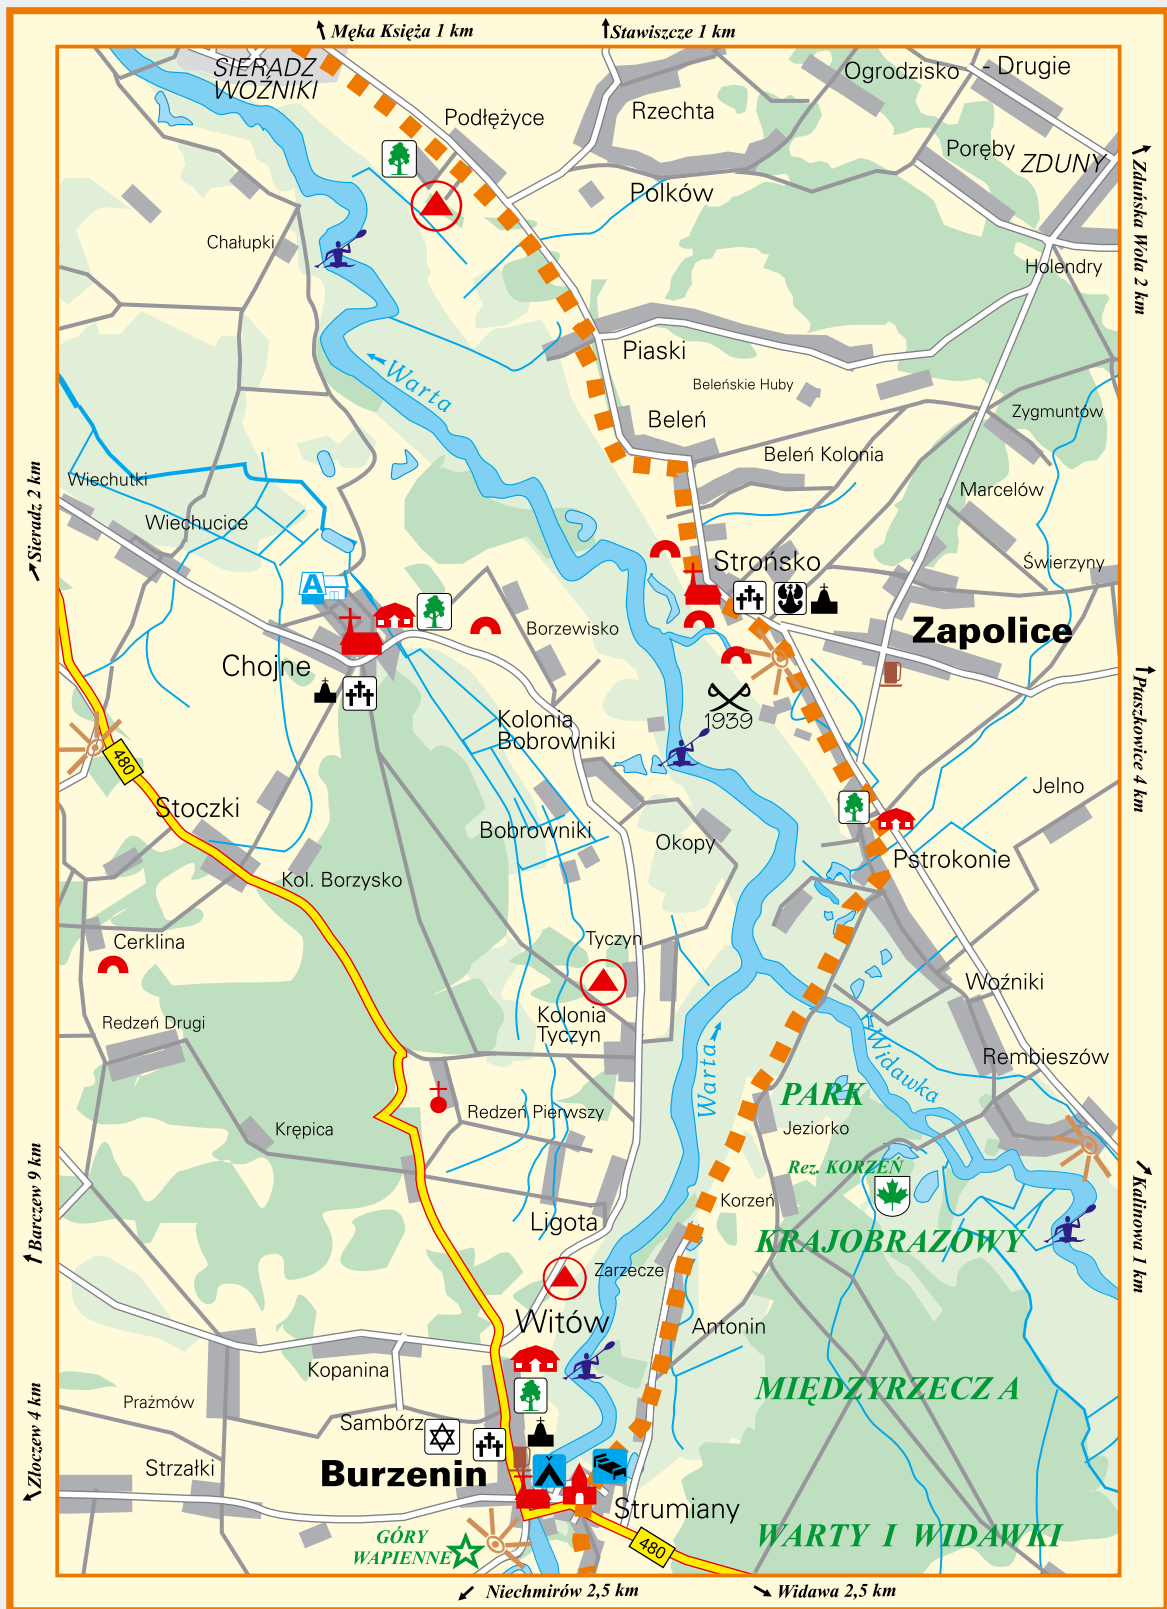 Męka Księża 1 km
Stawiszcze 1 km
SIERADZ
WOŹNIKI
Podłężyce
Rzechta
Ogrodzisko
- Drugie
Poręby
ZDUNY
Zduńska Wola 2 km
Polków
Chałupki
Holendry
Piaski
Warta
Beleńskie Huby
Beleń
Zygmuntów
Beleń Kolonia
Sieradz 2 km
Wiechutki
Marcelów
Wiechucice
Strońsko
Świerzyny
A
Borzewisko
Zapolice
Chojne
Ptaszkowice 4 km
1939
Kolonia
Bobrowniki
480
Stoczki
Jelno
Bobrowniki
Okopy
Pstrokonie
Kol. Borzysko
Cerklina
Tyczyn
Woźniki
Redzeń Drugi
Kolonia
Tyczyn
Widawka
Rembieszów
Warta
PARK
Redzeń Pierwszy
Jeziorko
Krępica
Rez. KORZEŃ
Barczew 9 km
Kalinowa 1 km
Korzeń
Ligota
KRAJOBRAZOWY
Zarzecze
Witów
Antonin
Kopanina
MIĘDZYRZECZ A
Prażmów
Sambórz
Złoczew 4 km
Strzałki
Burzenin
Strumiany
GÓRY
WAPIENNE
480
WARTY I WIDAWKI
Niechmirów 2,5 km
Widawa 2,5 km